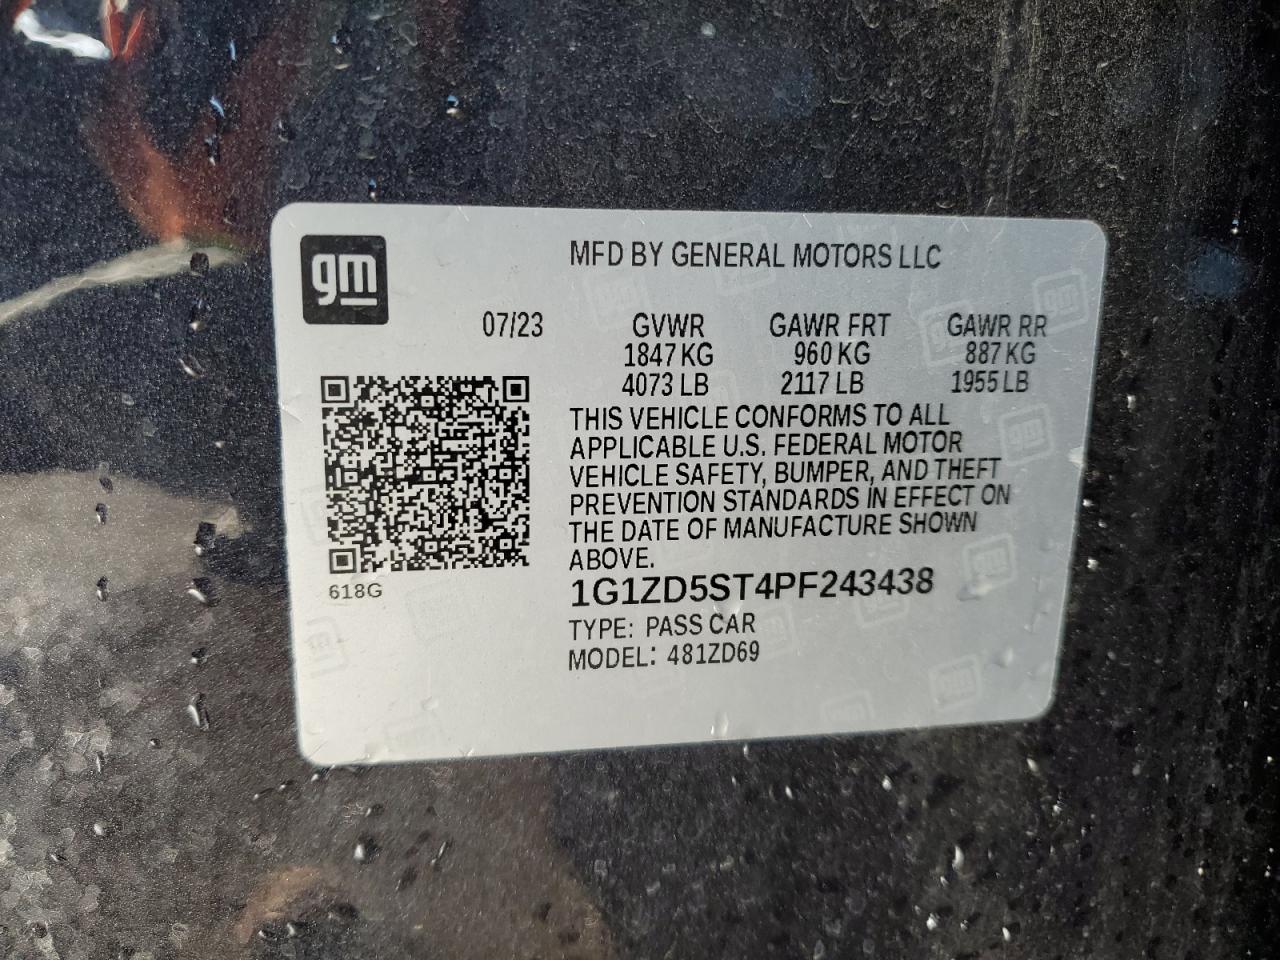 gm
MFD BY GENERAL MOTORS LLC
07/23 GVWR GAWR FRT GAWR RR
1847 KG 960 KG 887 KG
4073 LB 2117 LB 1955 LB
THIS VEHICLE CONFORMS TO ALL
APPLICABLE U.S. FEDERAL MOTOR
VEHICLE SAFETY, BUMPER, AND THEFT
PREVENTION STANDARDS IN EFFECT ON
THE DATE OF MANUFACTURE SHOWN
ABOVE.
618G
1G1ZD5ST4PF243438
TYPE: PASS CAR
MODEL: 481ZD69